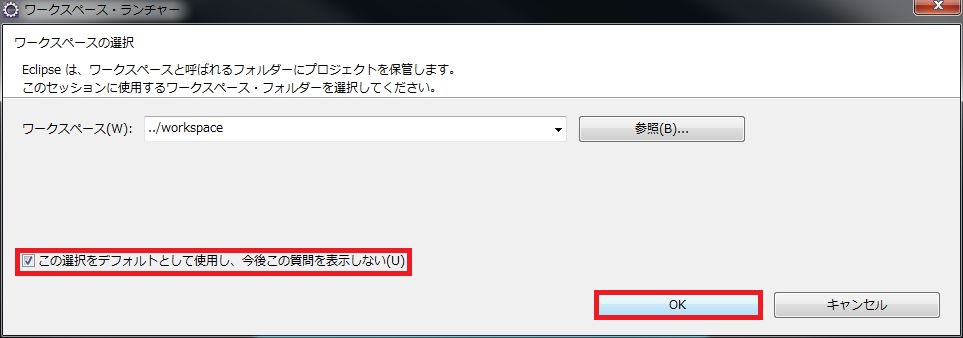 ワークスペース・ランチャー
ワークスペースの選択
Eclipse は、ワークスペースと呼ばれるフォルダーにプロジェクトを保管します。
このセッションに使用するワークスペース・フォルダーを選択してください。
ワークスペース(W): ../workspace 参照(B)...
この選択をデフォルトとして使用し、今後この質問を表示しない(U)
OK キャンセル